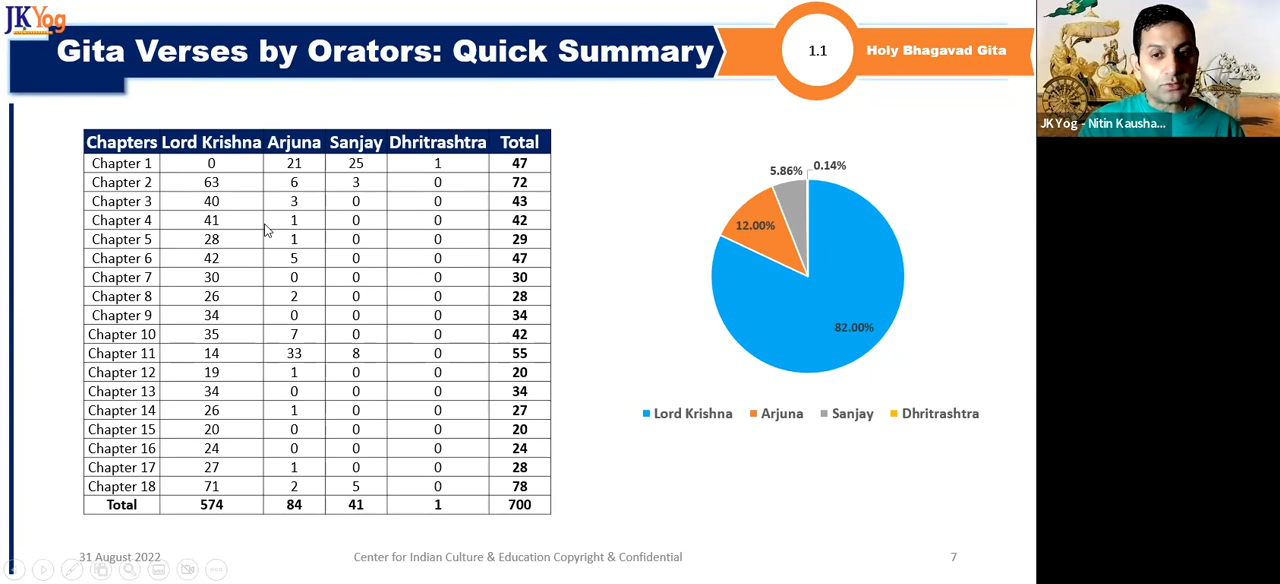 JKYog
Gita Verses by Orators: Quick Summary
1.1
Holy Bhagavad Gita
JKYog - Nitin Kausha...
Chapters Lord Krishna Arjuna Sanjay Dhritrashtra Total
Chapter 1 0 21 25 1 47
Chapter 2 63 6 3 0 72
Chapter 3 40 3 0 0 43
Chapter 4 41 1 0 0 42
Chapter 5 28 1 0 0 29
Chapter 6 42 5 0 0 47
Chapter 7 30 0 0 0 30
Chapter 8 26 2 0 0 28
Chapter 9 34 0 0 0 34
Chapter 10 35 7 0 0 42
Chapter 11 14 33 8 0 55
Chapter 12 19 1 0 0 20
Chapter 13 34 0 0 0 34
Chapter 14 26 1 0 0 27
Chapter 15 20 0 0 0 20
Chapter 16 24 0 0 0 24
Chapter 17 27 1 0 0 28
Chapter 18 71 2 5 0 78
Total 574 84 41 1 700
5.86% 0.14%
12.00%
82.00%
Lord Krishna Arjuna Sanjay Dhritrashtra
31 August 2022 Center for Indian Culture & Education Copyright & Confidential 7